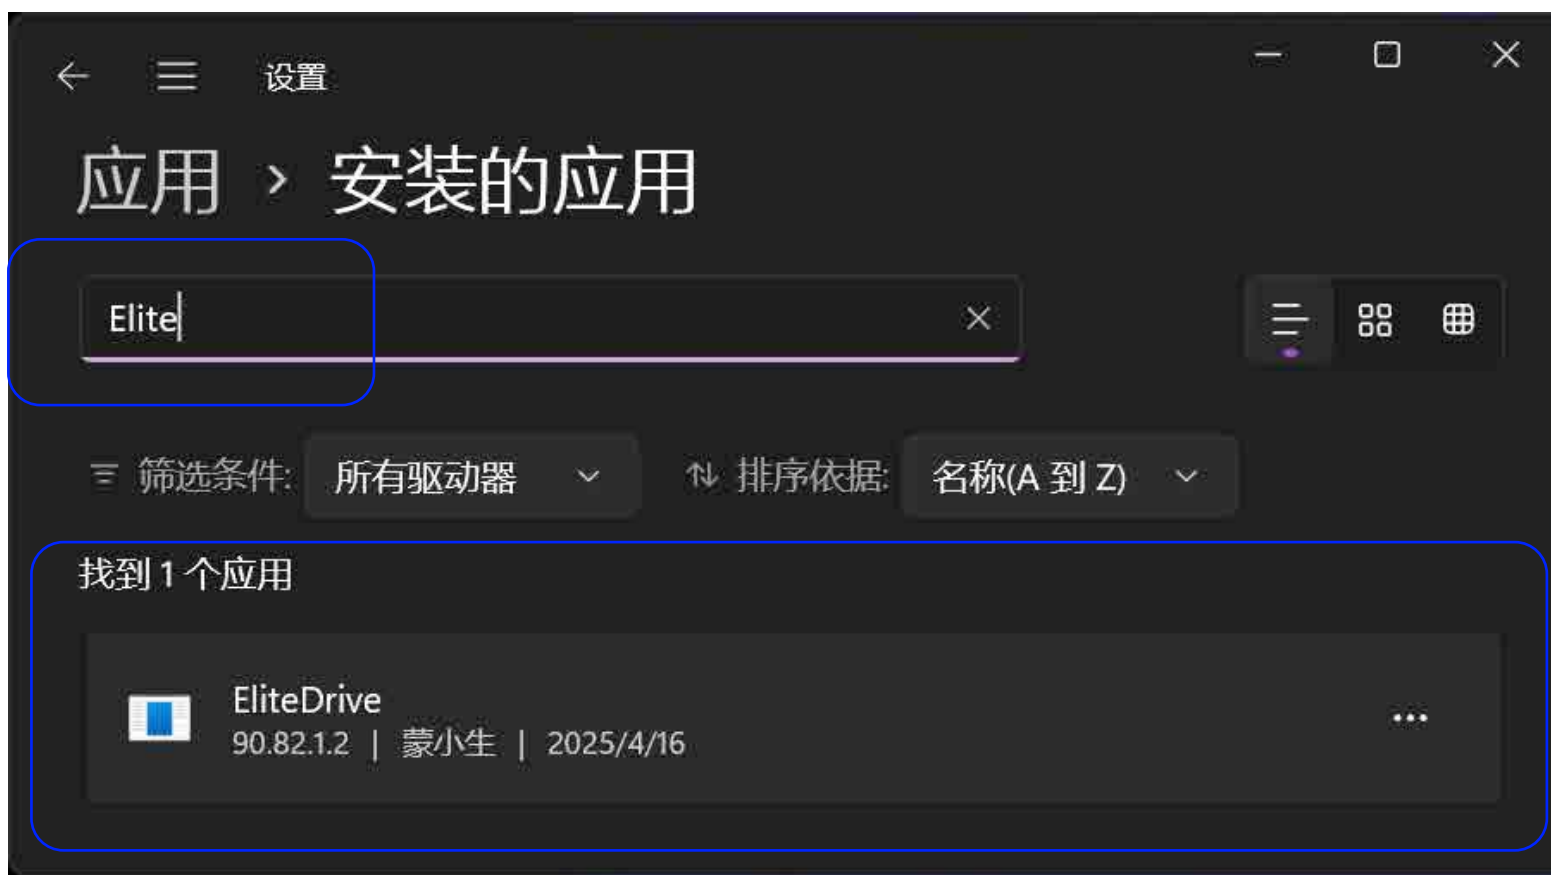 设置
应用 › 安装的应用
Elite
筛选条件: 所有驱动器 排序依据: 名称(A 到 Z)
找到 1 个应用
EliteDrive
90.82.1.2 | 蒙小生 | 2025/4/16